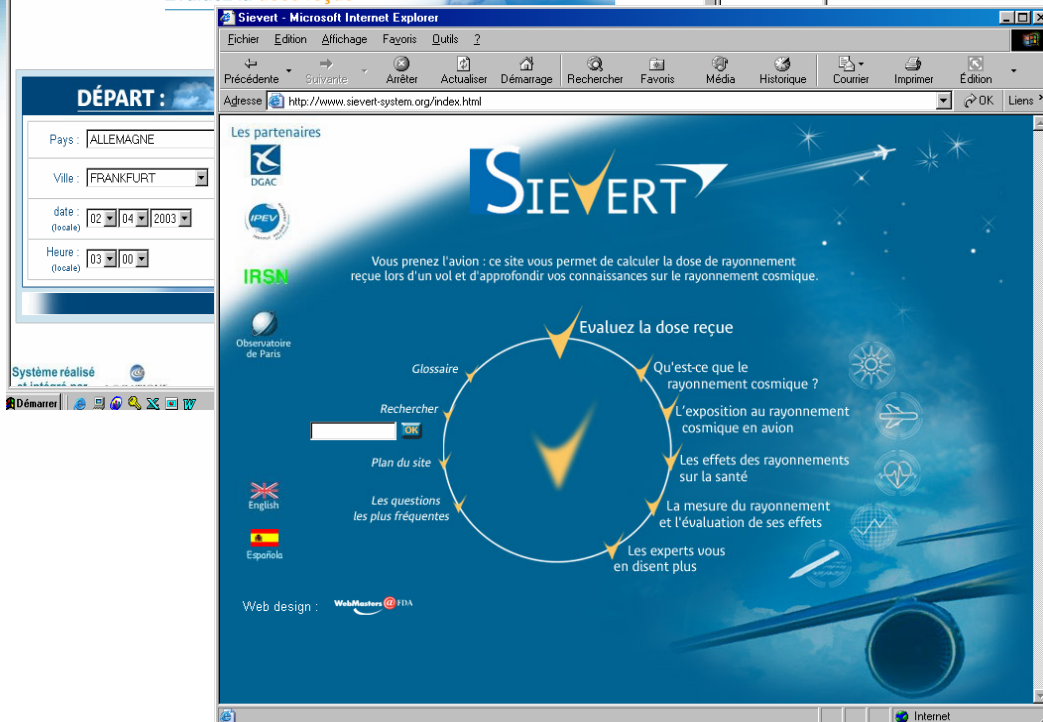 Sievert - Microsoft Internet Explorer
Fichier Edition Affichage Favoris Outils ?
Précédente Suivante Arrêter Actualiser Démarrage Rechercher Favoris Média Historique Courrier Imprimer Édition
Adresse http://www.sievert-system.org/index.html OK Liens
DÉPART :
Pays : ALLEMAGNE
Ville : FRANKFURT
date : 02 04 2003
(locale)
Heure : 03 00
(locale)
Système réalisé
et intégré par
Démarrer
Les partenaires
DGAC
IPEV
IRSN
Observatoire
de Paris
English
Española
Web design : WebMasters@FDA
SIEVERT
Vous prenez l'avion : ce site vous permet de calculer la dose de rayonnement
reçue lors d'un vol et d'approfondir vos connaissances sur le rayonnement cosmique.
Evaluez la dose reçue
Qu'est-ce que le
rayonnement cosmique ?
L'exposition au rayonnement
cosmique en avion
Les effets des rayonnements
sur la santé
La mesure du rayonnement
et l'évaluation de ses effets
Les experts vous
en disent plus
Glossaire
Rechercher
OK
Plan du site
Les questions
les plus fréquentes
Internet